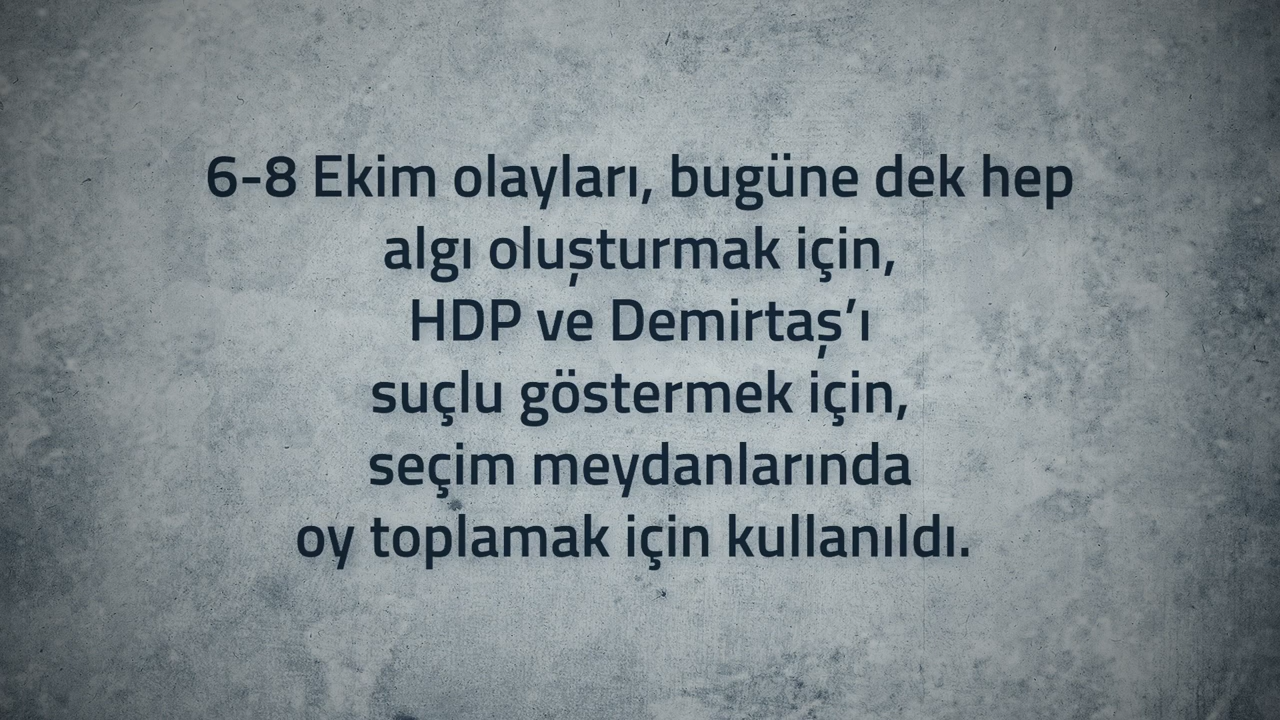 6-8 Ekim olayları, bugüne dek hep
algı oluşturmak için,
HDP ve Demirtaş’ı
suçlu göstermek için,
seçim meydanlarında
oy toplamak için kullanıldı.